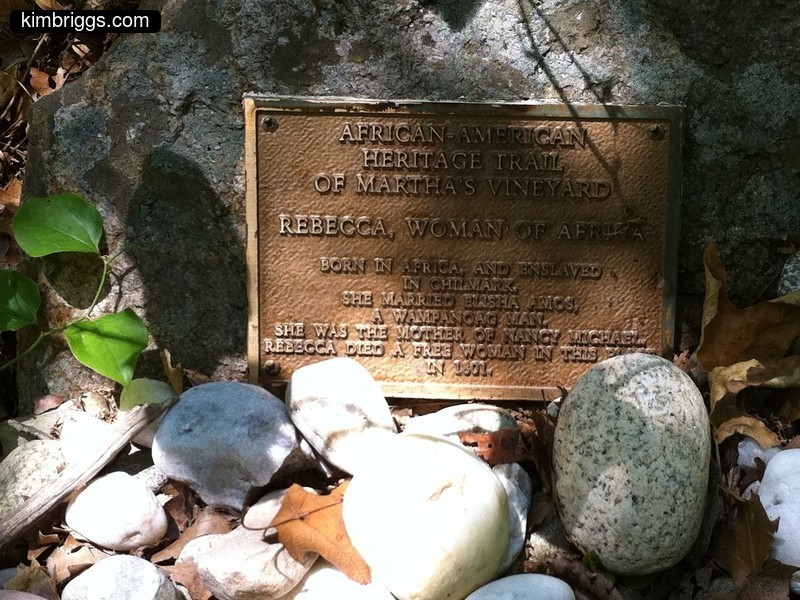 kimbriggs.com
AFRICAN-AMERICAN
HERITAGE TRAIL
OF MARTHA'S VINEYARD
REBECCA, WOMAN OF AFRICA
BORN IN AFRICA, AND ENSLAVED
IN CHILMARK,
SHE MARRIED ELISHA AMOS,
A WAMPANOAG MAN.
SHE WAS THE MOTHER OF NANCY MICHAEL.
REBECCA DIED A FREE WOMAN IN THIS
IN 1801.